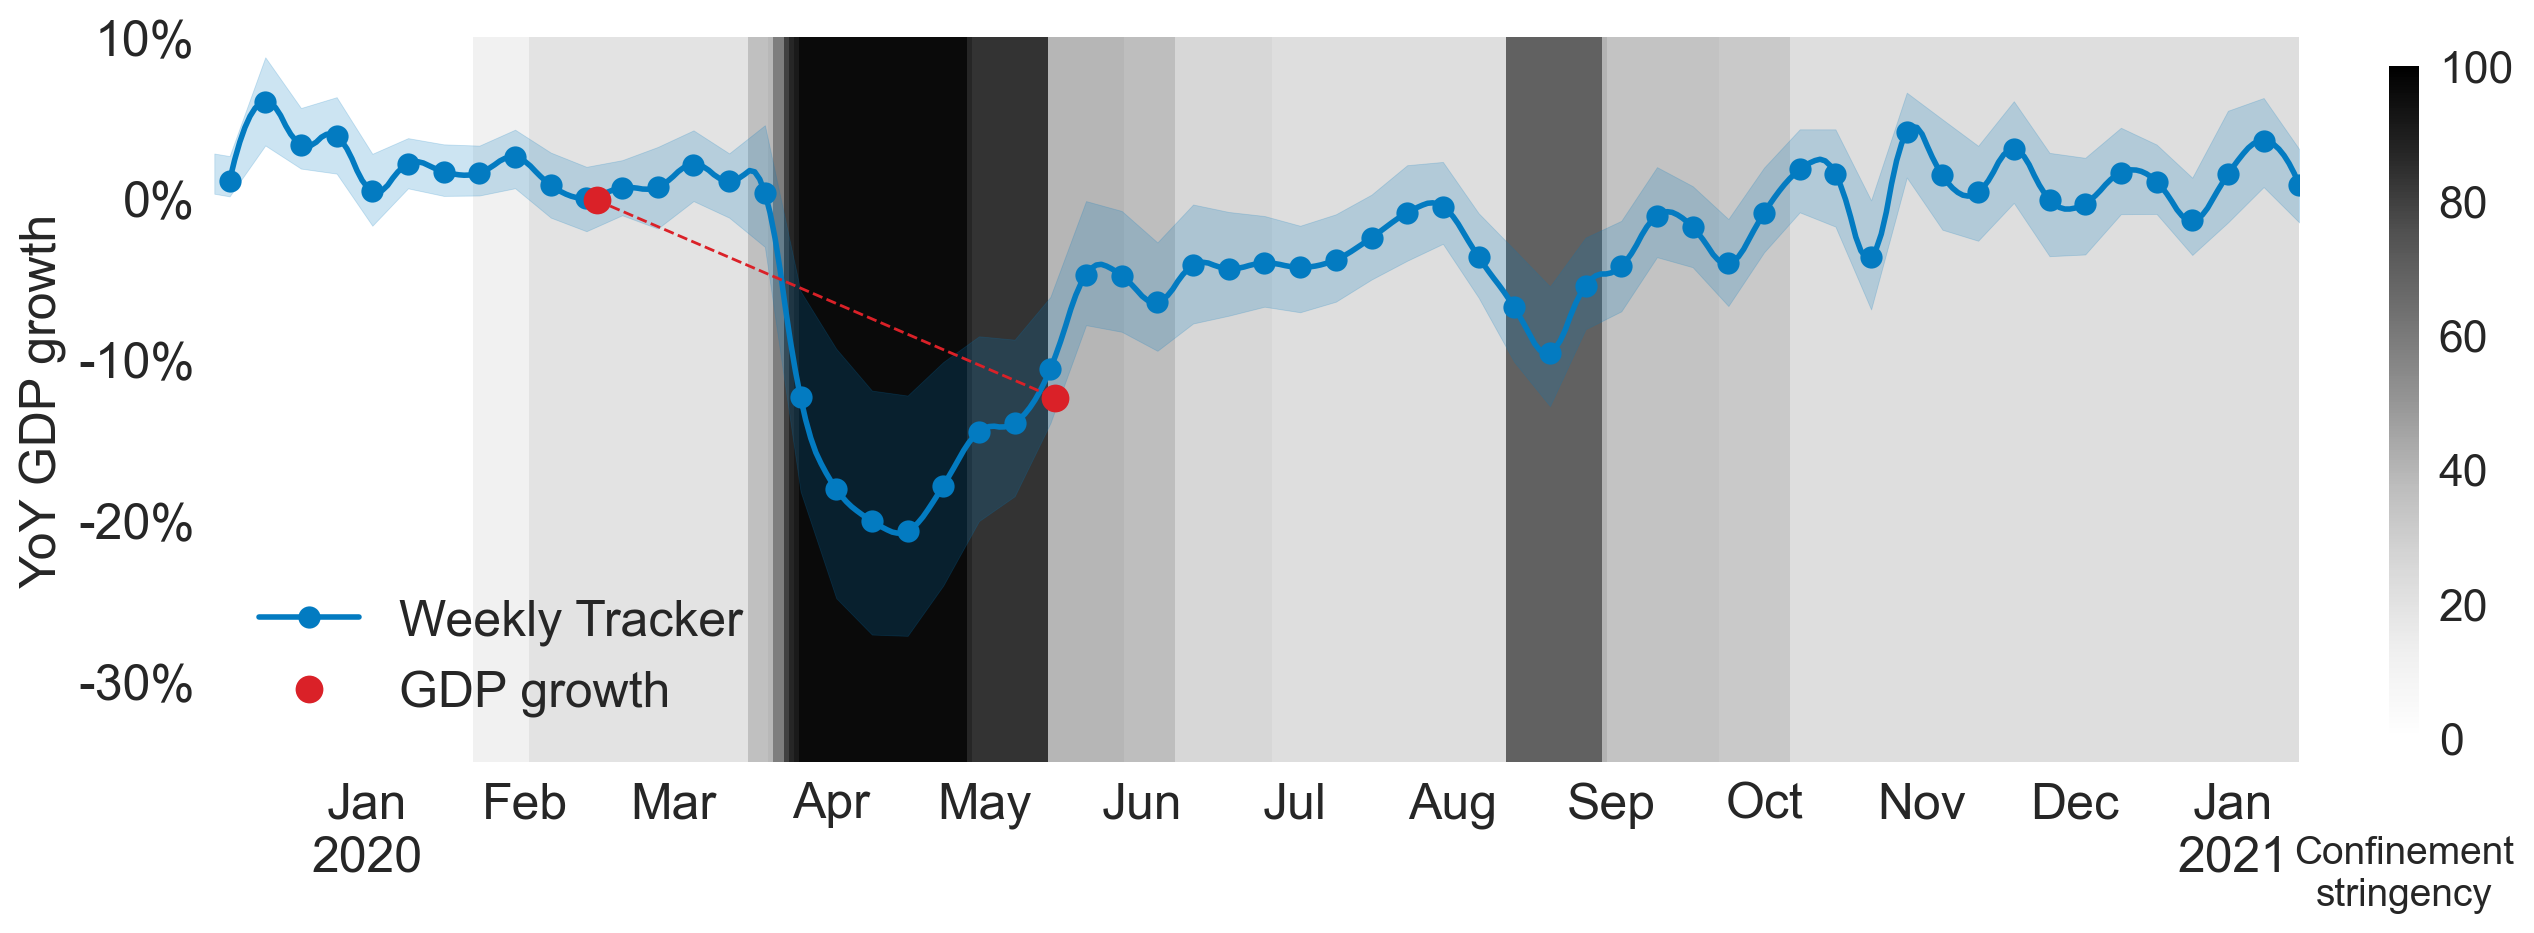 10%
0%
-10%
-20%
-30%
YoY GDP growth
Weekly Tracker
GDP growth
Jan Feb Mar Apr May Jun Jul Aug Sep Oct Nov Dec Jan
2020 2021
100
80
60
40
20
0
Confinement
stringency